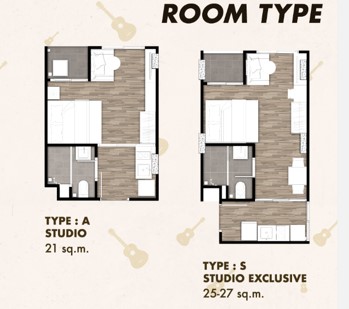 ROOM TYPE
TYPE : A
STUDIO
21 sq.m.
TYPE : S
STUDIO EXCLUSIVE
25-27 sq.m.